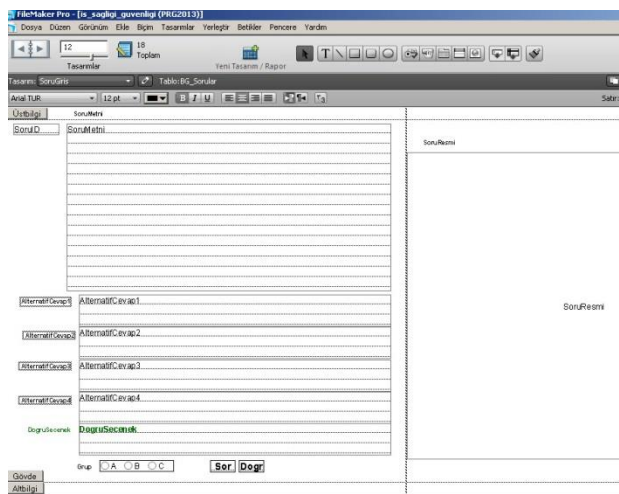 FileMaker Pro - [is_sagligi_guvenligi (PRG2013)]
Dosya Düzen Görünüm Ekle Biçim Tasarımlar Yerleştir Betikler Pencere Yardım
12
18
Toplam
Tasarımlar
Yeni Tasarım / Rapor
Tasarım: SoruGiris
Tablo: BG_Sorular
Arial TUR
12 pt
B I U
Satır
Üstbilgi
SoruMetni
SoruID
SoruMetni
SoruResmi
SoruResmi
AlternatifCevap1
AlternatifCevap1
AlternatifCevap2
AlternatifCevap2
AlternatifCevap3
AlternatifCevap3
AlternatifCevap4
AlternatifCevap4
DogruSecenek
DogruSecenek
Grup A B C
Sor Dogr
Gövde
Altbilgi